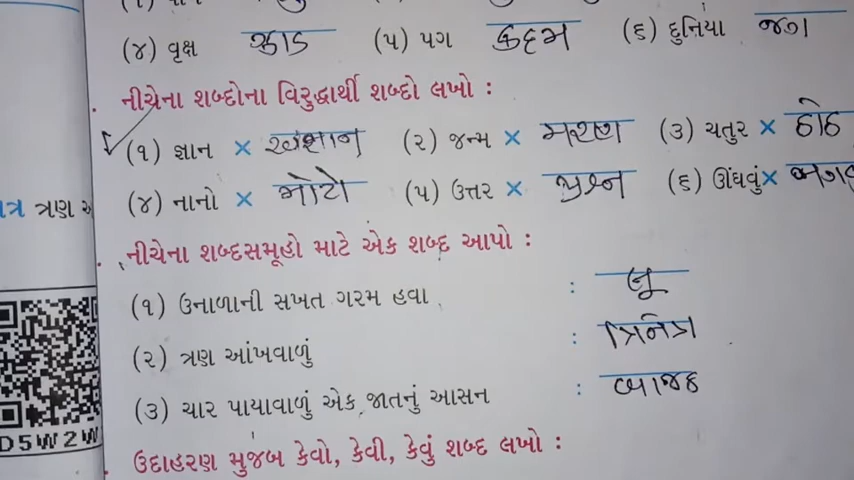 (૪) વૃક્ષ ઝાડ (૫) પગ કદમ (૬) દુનિયા જગ
નીચેના શબ્દોના વિરુદ્ધાર્થી શબ્દો લખો :
(૧) જ્ઞાન × અજ્ઞાન (૨) જન્મ × મરણ (૩) ચતુર × ઠોઠ
(૪) નાનો × મોટો (૫) ઉત્તર × પ્રશ્ન (૬) ઊંઘવું×
ત્ર ત્રણ
નીચેના શબ્દસમૂહો માટે એક શબ્દ આપો :
(૧) ઉનાળાની સખત ગરમ હવા : લૂ
(૨) ત્રણ આંખવાળું : ત્રિનેત્ર
(૩) ચાર પાયાવાળું એક જાતનું આસન : બાજઠ
D5W2W
ઉદાહરણ મુજબ કેવો, કેવી, કેવું શબ્દ લખો :